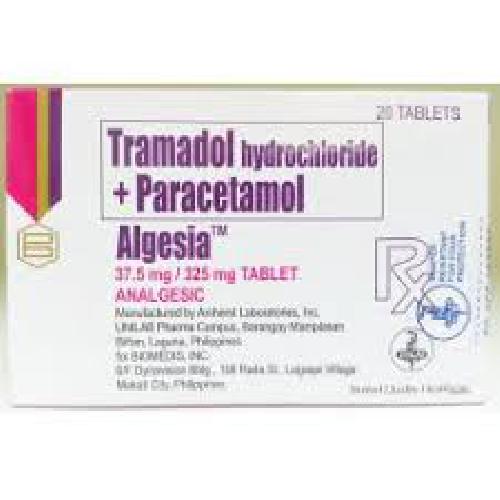 20 TABLETS
Tramadol hydrochloride
+ Paracetamol
Algesia™
37.5 mg / 325 mg TABLET
ANALGESIC
Manufactured by Amherst Laboratories, Inc.
UNILAB Pharma Campus, Barangay Mamplasan
Biñan, Laguna, Philippines
for BIOMEDIS, INC.
Makati City, Philippines
Rx
B